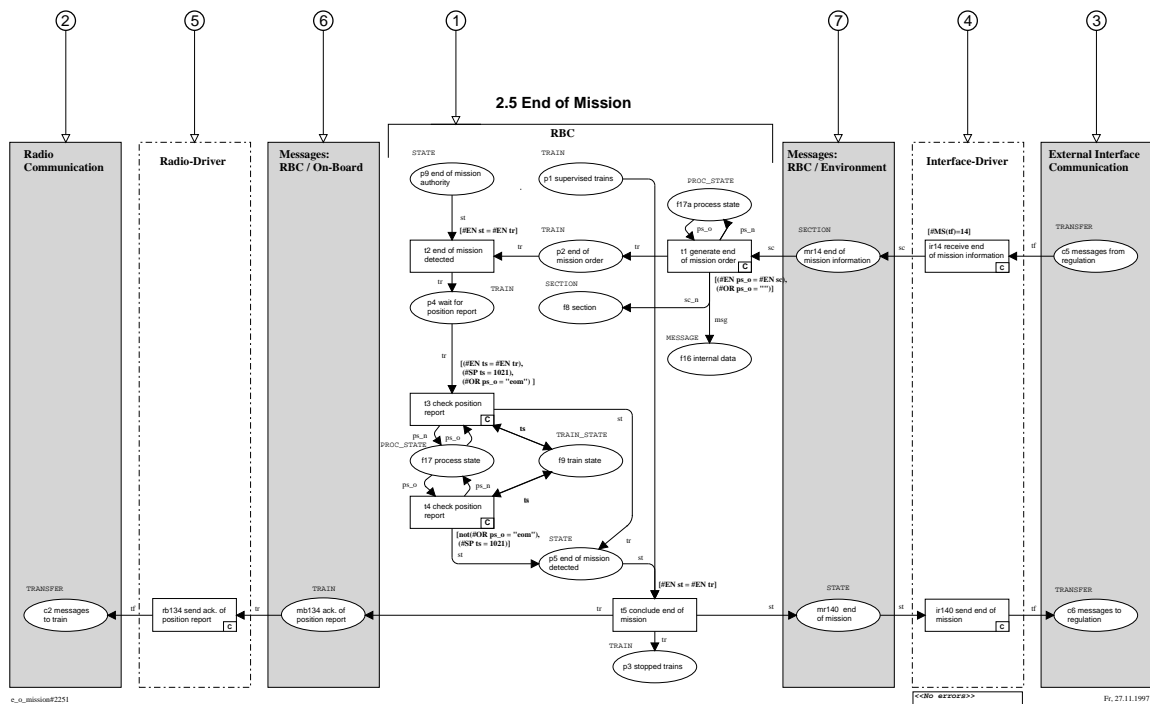 2
5
6
1
7
4
3
2.5 End of Mission
RBC
Radio
Communication
Radio-Driver
Messages:
RBC / On-Board
Messages:
RBC / Environment
Interface-Driver
External Interface
Communication
STATE
p9 end of mission
authority
TRAIN
p1 supervised trains
PROC_STATE
f17a process state
st
ps_o
ps_n
[#EN st = #EN tr]
t2 end of mission
detected
tr
TRAIN
p2 end of
mission order
tr
t1 generate end
of mission order
C
sc
SECTION
mr14 end of
mission information
sc
[#MS(tf)=14]
ir14 receive end
of mission information
C
tf
TRANSFER
c5 messages from
regulation
[(#EN ps_o = #EN sc),
(#OR ps_o = "")]
tr
TRAIN
p4 wait for
position report
SECTION
f8 section
sc_n
msg
MESSAGE
f16 internal data
tr
[(#EN ts = #EN tr),
(#SP ts = 1021),
(#OR ps_o = "eom") ]
t3 check position
report
C
st
ps_n
ps_o
ts
PROC_STATE
f17 process state
TRAIN_STATE
f9 train state
ps_o
ps_n
ts
t4 check position
report
C
[not(#OR ps_o = "eom"),
(#SP ts = 1021)]
st
STATE
p5 end of mission
detected
tr
st
[#EN st = #EN tr]
TRANSFER
c2 messages
to train
tf
rb134 send ack. of
position report
C
tr
TRAIN
mb134 ack. of
position report
tr
t5 conclude end of
mission
st
STATE
mr140 end
of mission
st
ir140 send end of
mission
C
tf
TRANSFER
c6 messages to
regulation
tr
TRAIN
p3 stopped trains
e_o_mission#2251
<<No errors>>
Fr, 27.11.1997